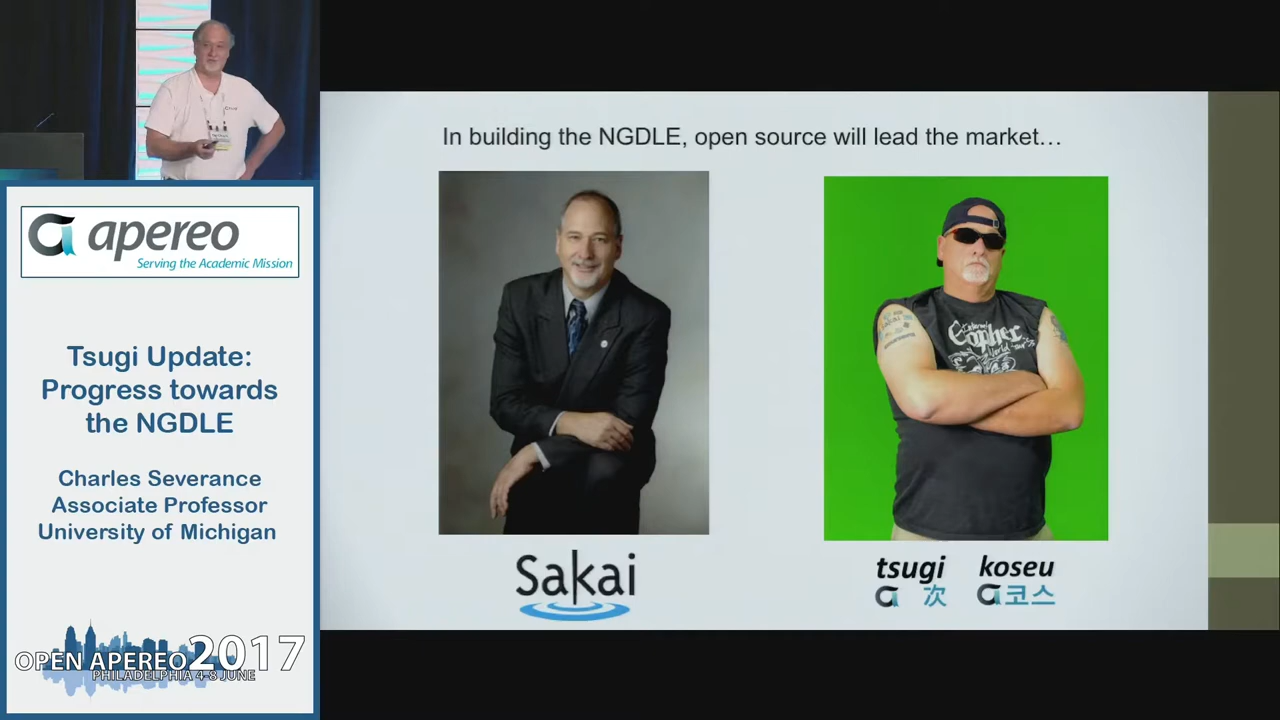 In building the NGDLE, open source will lead the market…
apereo
Serving the Academic Mission
Tsugi Update:
Progress towards
the NGDLE
Charles Severance
Associate Professor
University of Michigan
OPEN APEREO 2017
PHILADELPHIA 4-8 JUNE
Gopher
World
Sakai
tsugi
次
koseu
코스